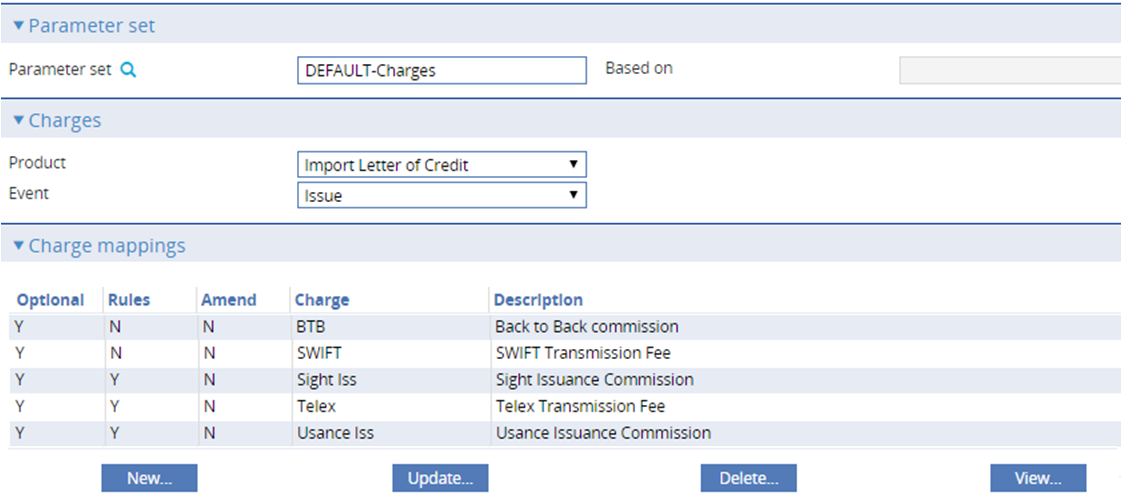 Parameter set
Parameter set DEFAULT-Charges Based on
Charges
Product Import Letter of Credit
Event Issue
Charge mappings
Optional Rules Amend Charge Description
Y N N BTB Back to Back commission
Y N N SWIFT SWIFT Transmission Fee
Y Y N Sight Iss Sight Issuance Commission
Y Y N Telex Telex Transmission Fee
Y Y N Usance Iss Usance Issuance Commission
New... Update... Delete... View...